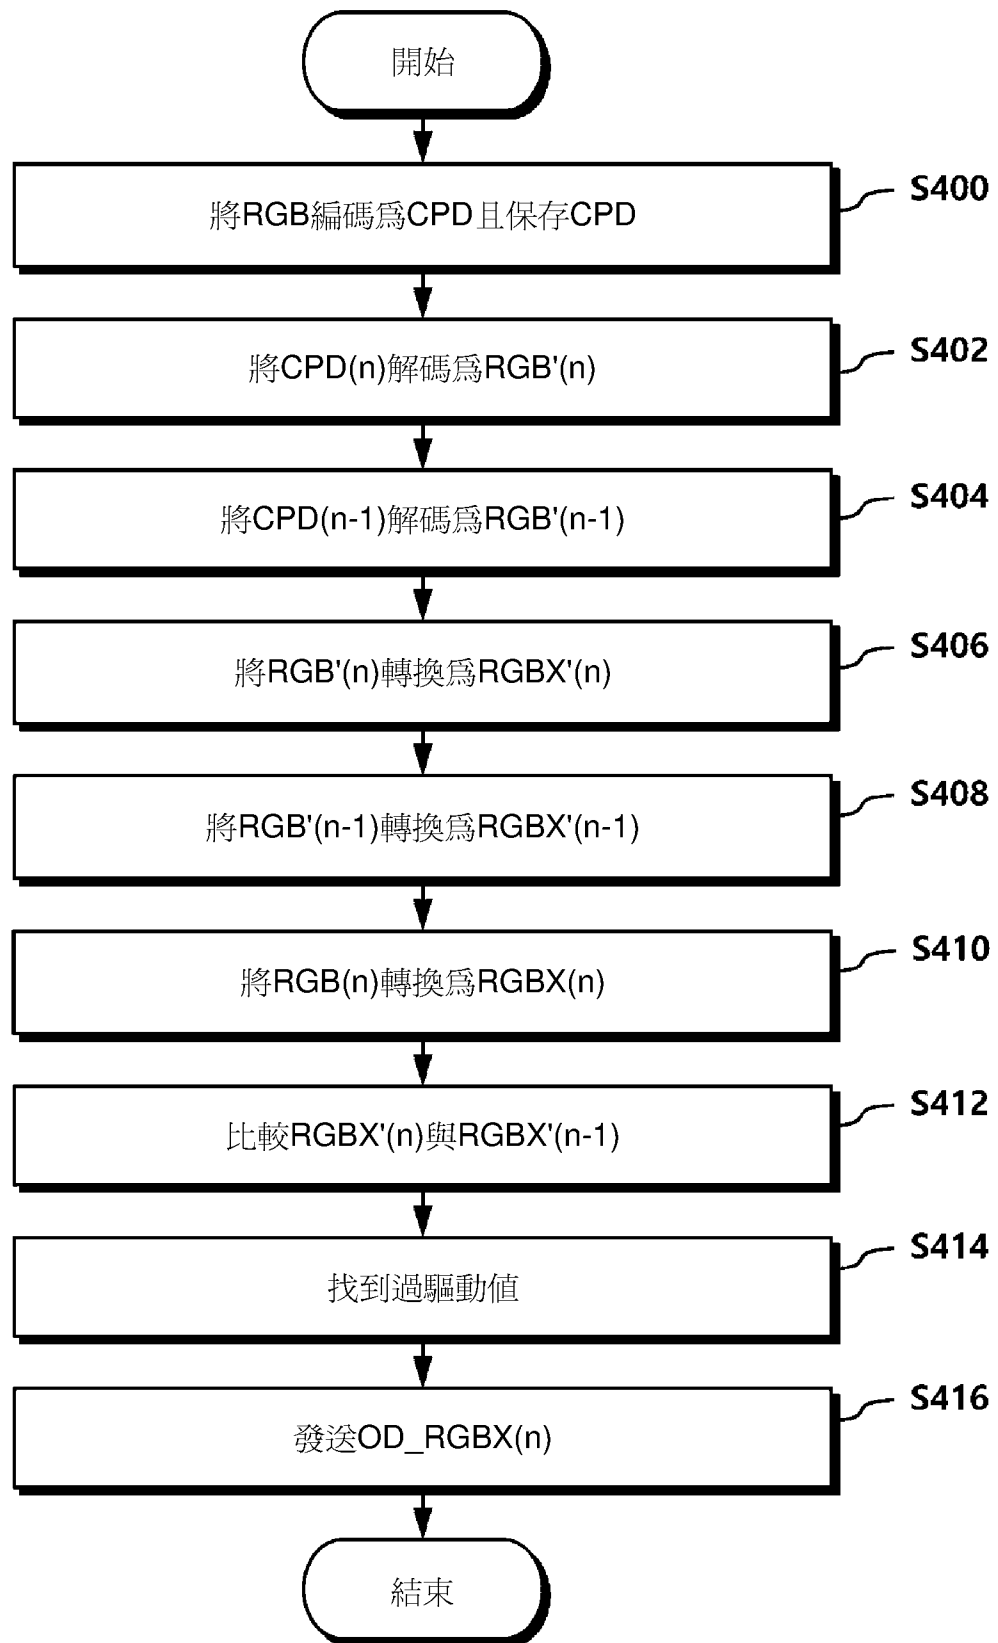 開始
將RGB編碼爲CPD且保存CPD
S400
將CPD(n)解碼爲RGB'(n)
S402
將CPD(n-1)解碼爲RGB'(n-1)
S404
將RGB'(n)轉換爲RGBX'(n)
S406
將RGB'(n-1)轉換爲RGBX'(n-1)
S408
將RGB(n)轉換爲RGBX(n)
S410
比較RGBX'(n)與RGBX'(n-1)
S412
找到過驅動值
S414
發送OD_RGBX(n)
S416
結束